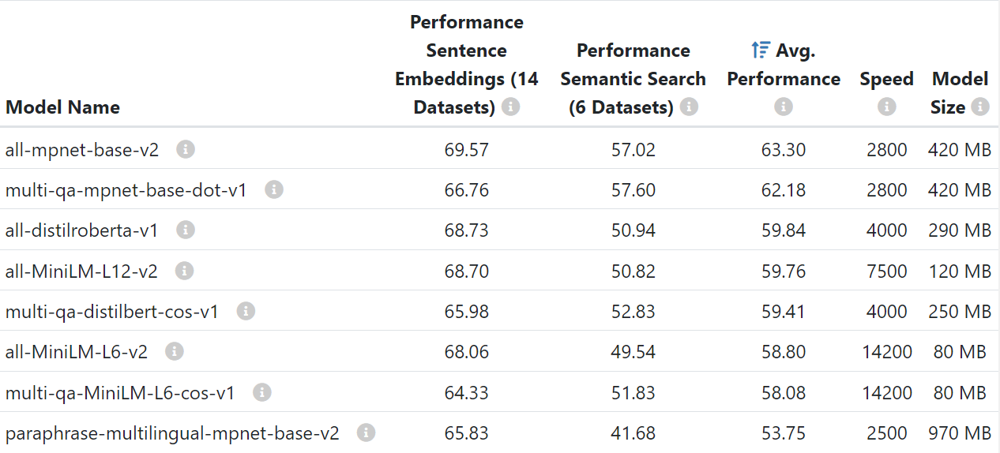 Model Name Performance Sentence Embeddings (14 Datasets) Performance Semantic Search (6 Datasets) Avg. Performance Speed Model Size
all-mpnet-base-v2 69.57 57.02 63.30 2800 420 MB
multi-qa-mpnet-base-dot-v1 66.76 57.60 62.18 2800 420 MB
all-distilroberta-v1 68.73 50.94 59.84 4000 290 MB
all-MiniLM-L12-v2 68.70 50.82 59.76 7500 120 MB
multi-qa-distilbert-cos-v1 65.98 52.83 59.41 4000 250 MB
all-MiniLM-L6-v2 68.06 49.54 58.80 14200 80 MB
multi-qa-MiniLM-L6-cos-v1 64.33 51.83 58.08 14200 80 MB
paraphrase-multilingual-mpnet-base-v2 65.83 41.68 53.75 2500 970 MB